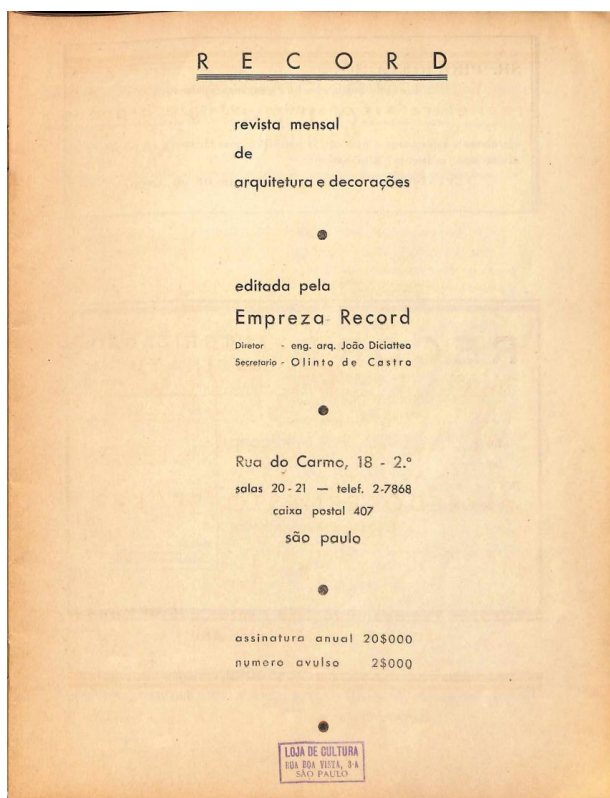 RECORD
revista mensal
de
arquitetura e decorações
editada pela
Empreza Record
Diretor - eng. arq. João Diciatteo
Secretario - Olinto de Castro
Rua do Carmo, 18 - 2.º
salas 20-21 — telef. 2-7868
caixa postal 407
são paulo
assinatura anual 20$000
numero avulso 2$000
LOJA DE CULTURA
RUA BOA VISTA, 3-A
SÃO PAULO